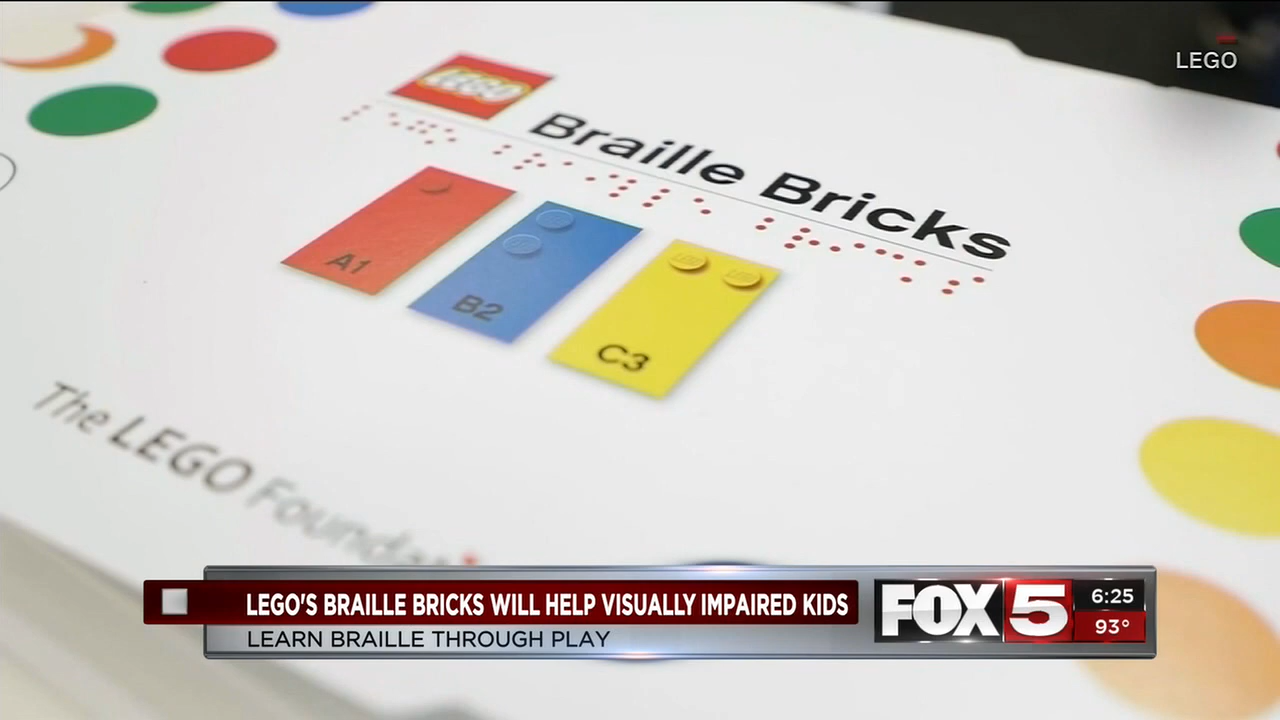 LEGO
LEGO
Braille Bricks
A1
B2
C3
The LEGO Foundati
LEGO'S BRAILLE BRICKS WILL HELP VISUALLY IMPAIRED KIDS
LEARN BRAILLE THROUGH PLAY
FOX 5
6:25
93°